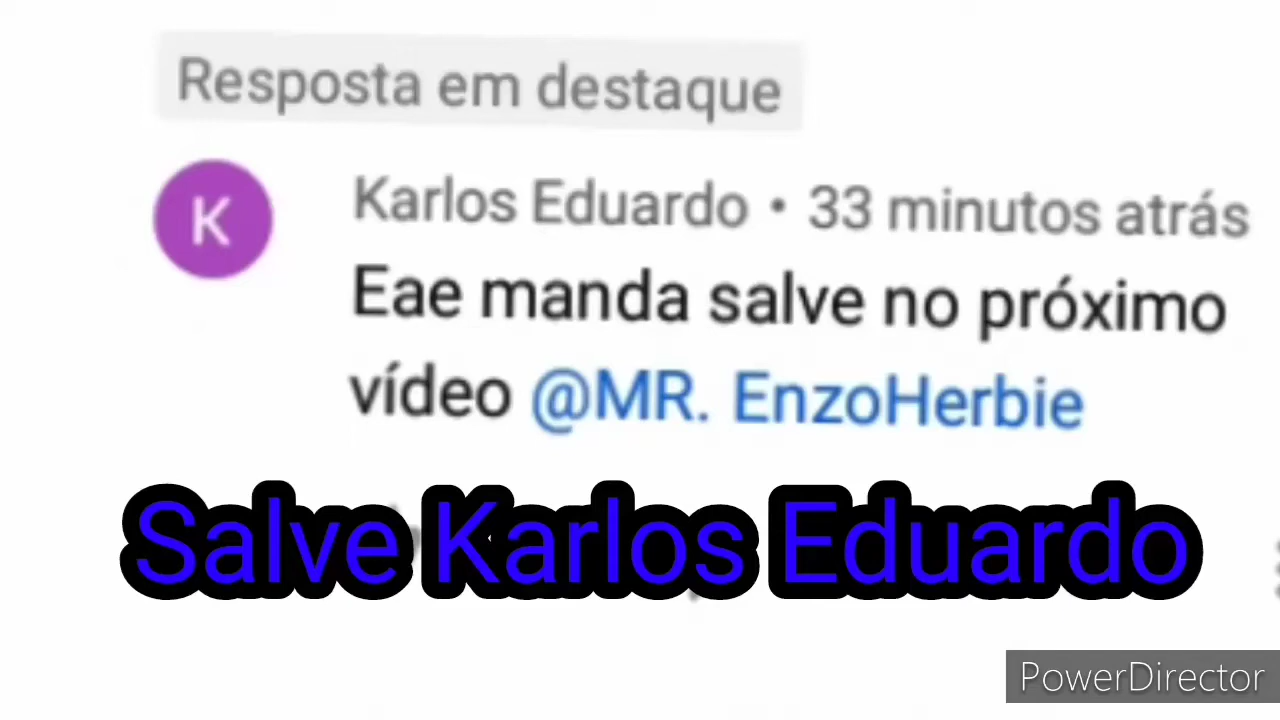 Resposta em destaque
K
Karlos Eduardo • 33 minutos atrás
Eae manda salve no próximo
vídeo @MR. EnzoHerbie
Salve Karlos Eduardo
PowerDirector